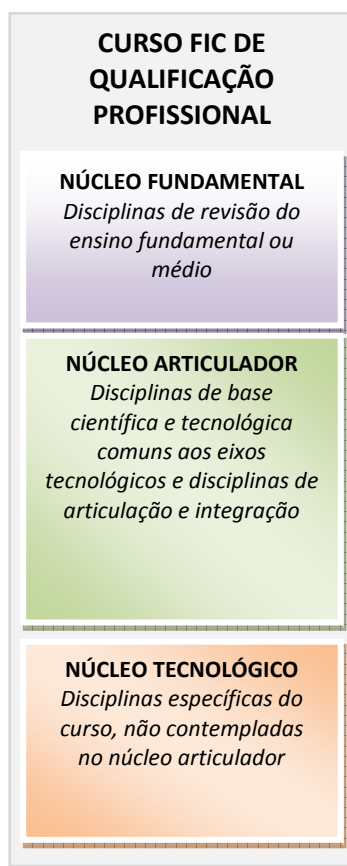 CURSO FIC DE
QUALIFICAÇÃO
PROFISSIONAL
NÚCLEO FUNDAMENTAL
Disciplinas de revisão do
ensino fundamental ou
médio
NÚCLEO ARTICULADOR
Disciplinas de base
científica e tecnológica
comuns aos eixos
tecnológicos e disciplinas de
articulação e integração
NÚCLEO TECNOLÓGICO
Disciplinas específicas do
curso, não contempladas
no núcleo articulador